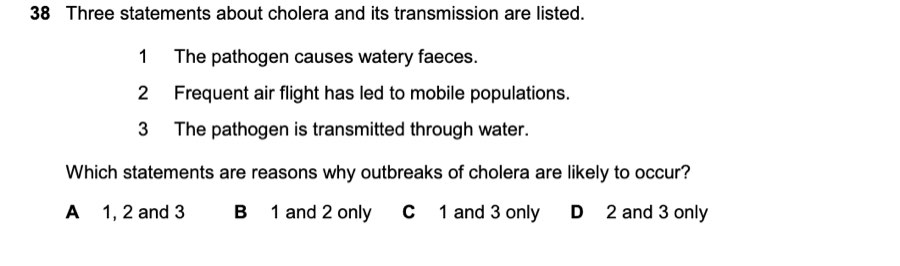 38 Three statements about cholera and its transmission are listed.
1 The pathogen causes watery faeces.
2 Frequent air flight has led to mobile populations.
3 The pathogen is transmitted through water.
Which statements are reasons why outbreaks of cholera are likely to occur?
A 1, 2 and 3 B 1 and 2 only C 1 and 3 only D 2 and 3 only